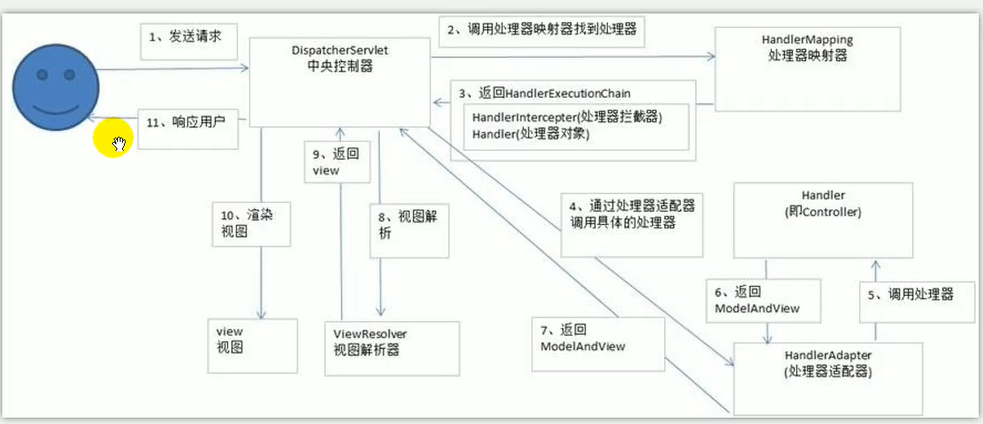 1、发送请求
DispatcherServlet
中央控制器
2、调用处理器映射器找到处理器
HandlerMapping
处理器映射器
3、返回HandlerExecutionChain
HandlerIntercepter(处理器拦截器)
Handler(处理器对象)
11、响应用户
9、返回
view
10、渲染
视图
8、视图解
析
4、通过处理器适配器
调用具体的处理器
Handler
(即Controller)
6、返回
ModelAndView
5、调用处理器
view
视图
ViewResolver
视图解析器
7、返回
ModelAndView
HandlerAdapter
(处理器适配器)